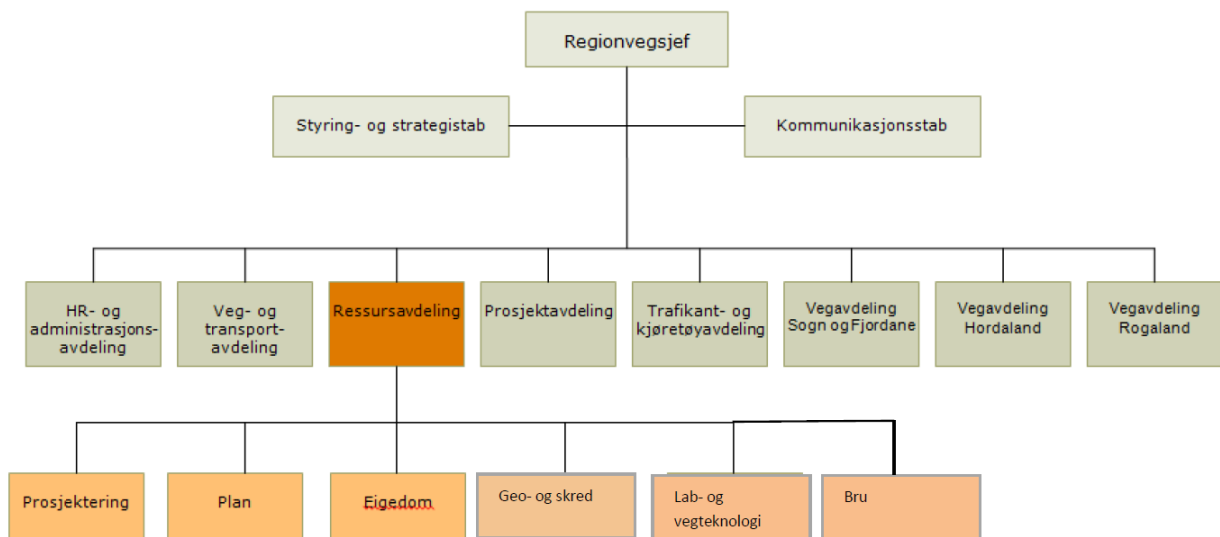 Regionvegsjef
Styring- og strategistab
Kommunikasjonsstab
HR- og
administrasjons-
avdeling
Veg- og
transport-
avdeling
Ressursavdeling
Prosjektavdeling
Trafikant- og
kjøretøyavdeling
Vegavdeling
Sogn og Fjordane
Vegavdeling
Hordaland
Vegavdeling
Rogaland
Prosjektering
Plan
Eigedom
Geo- og skred
Lab- og
vegteknologi
Bru